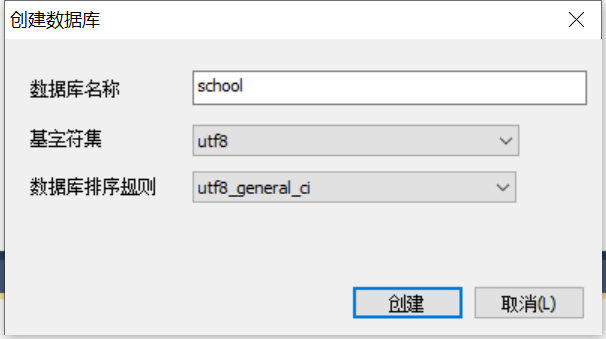 创建数据库
数据库名称 school
基字符集 utf8
数据库排序规则 utf8_general_ci
创建 取消(L)